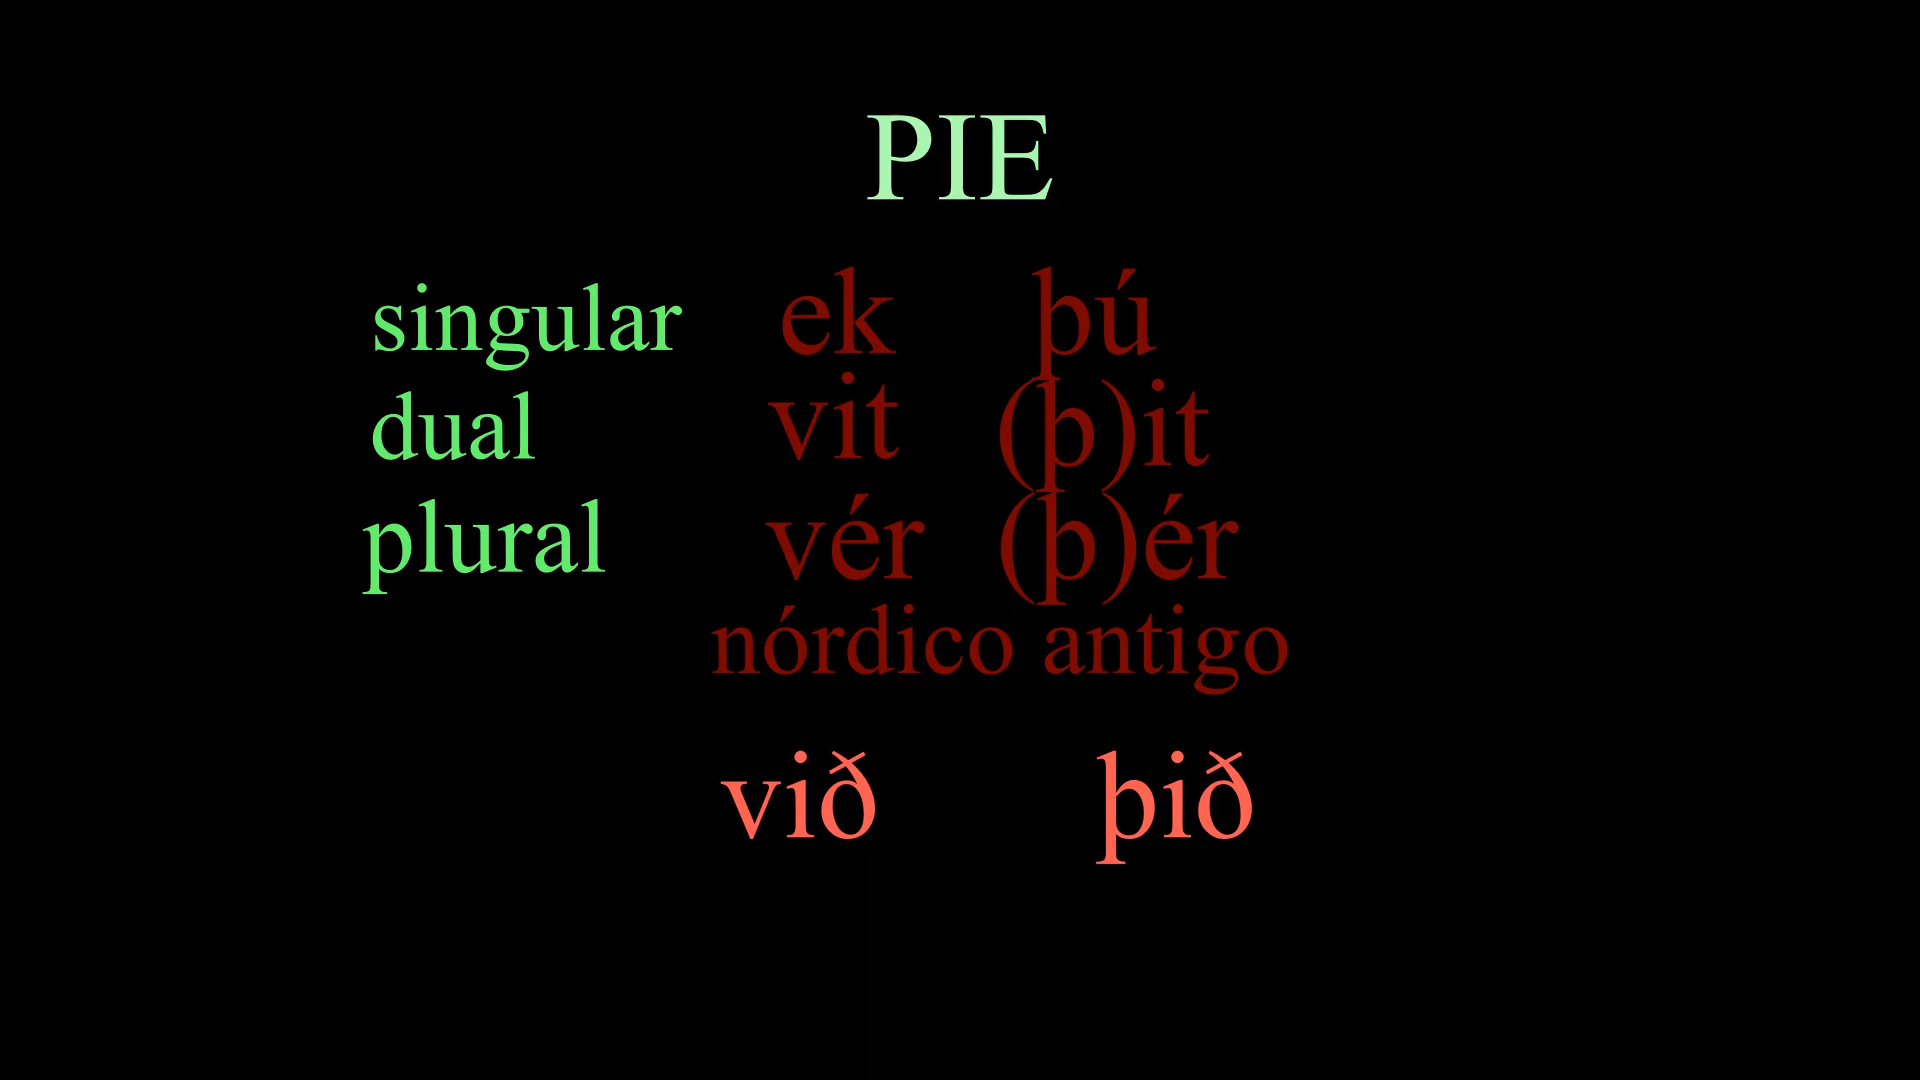 PIE
singular ek þú
dual vit (þ)it
plural vér (þ)ér
nórdico antigo
við þið